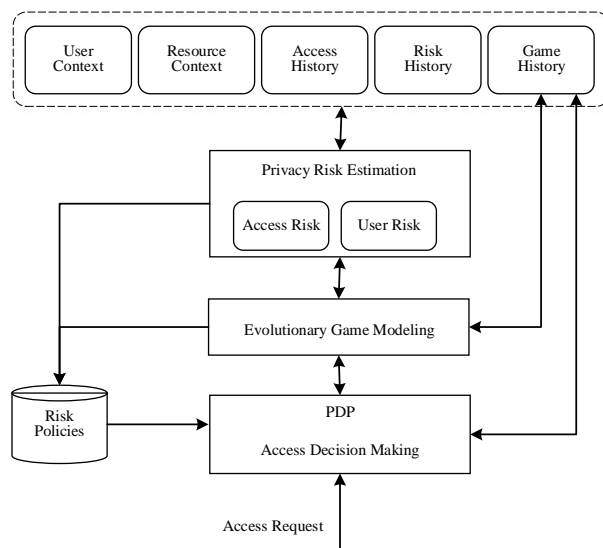 User
Context
Resource
Context
Access
History
Risk
History
Game
History
Privacy Risk Estimation
Access Risk
User Risk
Evolutionary Game Modeling
Risk
Policies
PDP
Access Decision Making
Access Request